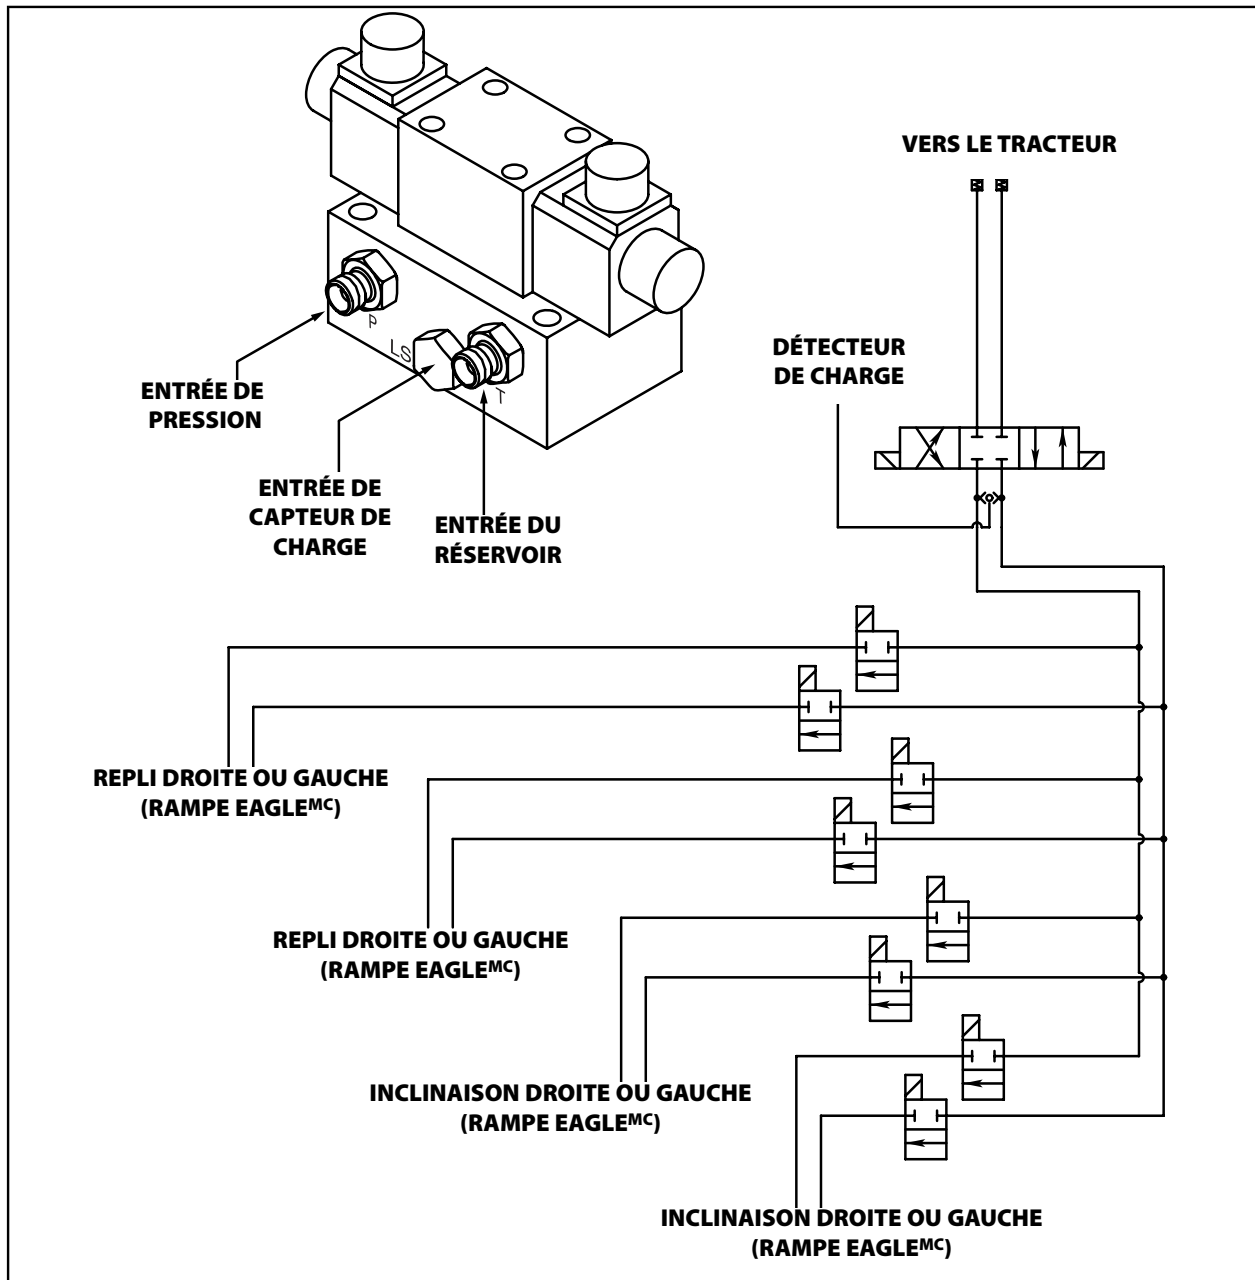 VERS LE TRACTEUR
DÉTECTEUR
DE CHARGE
P
LS
T
ENTRÉE DE
PRESSION
ENTRÉE DE
CAPTEUR DE
CHARGE
ENTRÉE DU
RÉSERVOIR
REPLI DROITE OU GAUCHE
(RAMPE EAGLEMC)
REPLI DROITE OU GAUCHE
(RAMPE EAGLEMC)
INCLINAISON DROITE OU GAUCHE
(RAMPE EAGLEMC)
INCLINAISON DROITE OU GAUCHE
(RAMPE EAGLEMC)